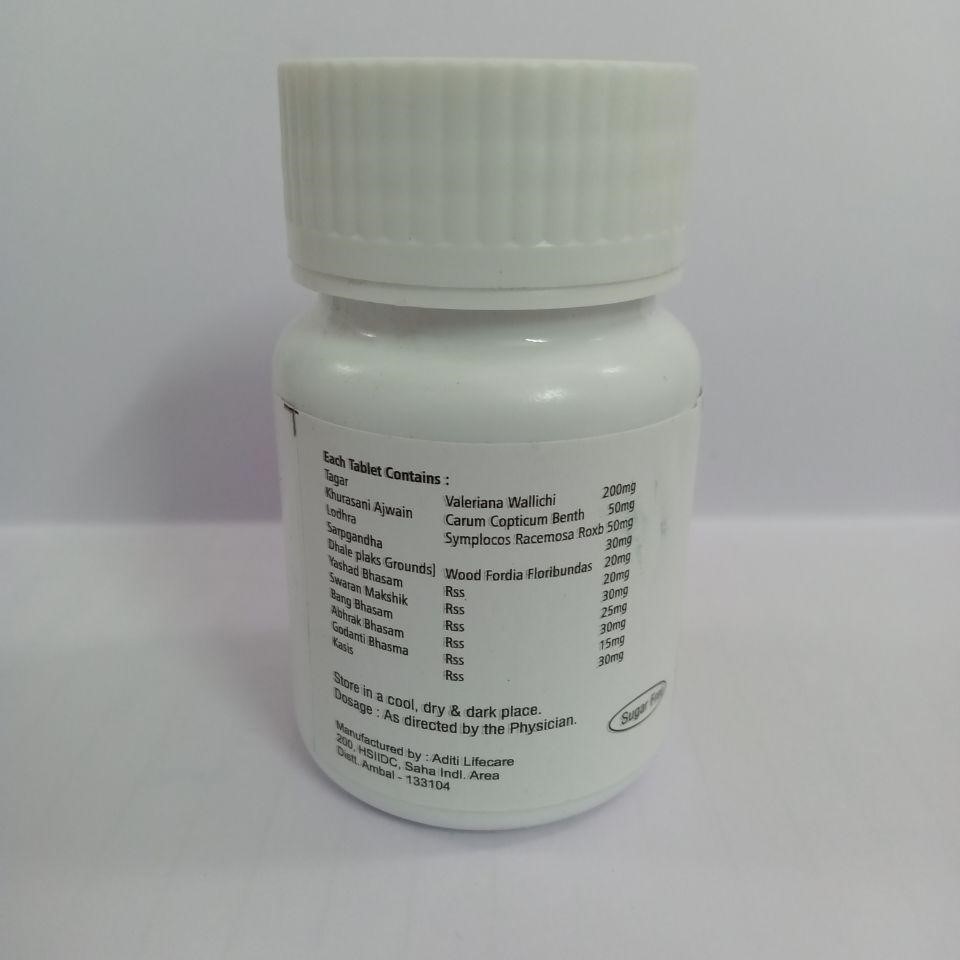 Each Tablet Contains :
Tagar Valeriana Wallichi 200mg
Khurasani Ajwain Carum Copticum Benth 50mg
Lodhra Symplocos Racemosa Roxb 50mg
Sarpgandha 30mg
Dhale plaks Grounds] Wood Fordia Floribundas 20mg
Yashad Bhasam Rss 20mg
Swaran Makshik Rss 30mg
Bang Bhasam Rss 25mg
Abhrak Bhasam Rss 30mg
Godanti Bhasma Rss 15mg
Kasis Rss 30mg
Store in a cool, dry & dark place.
Dosage : As directed by the Physician.
Sugar Free
Manufactured by : Aditi Lifecare
200, HSIIDC, Saha Indl. Area
Distt. Ambal - 133104